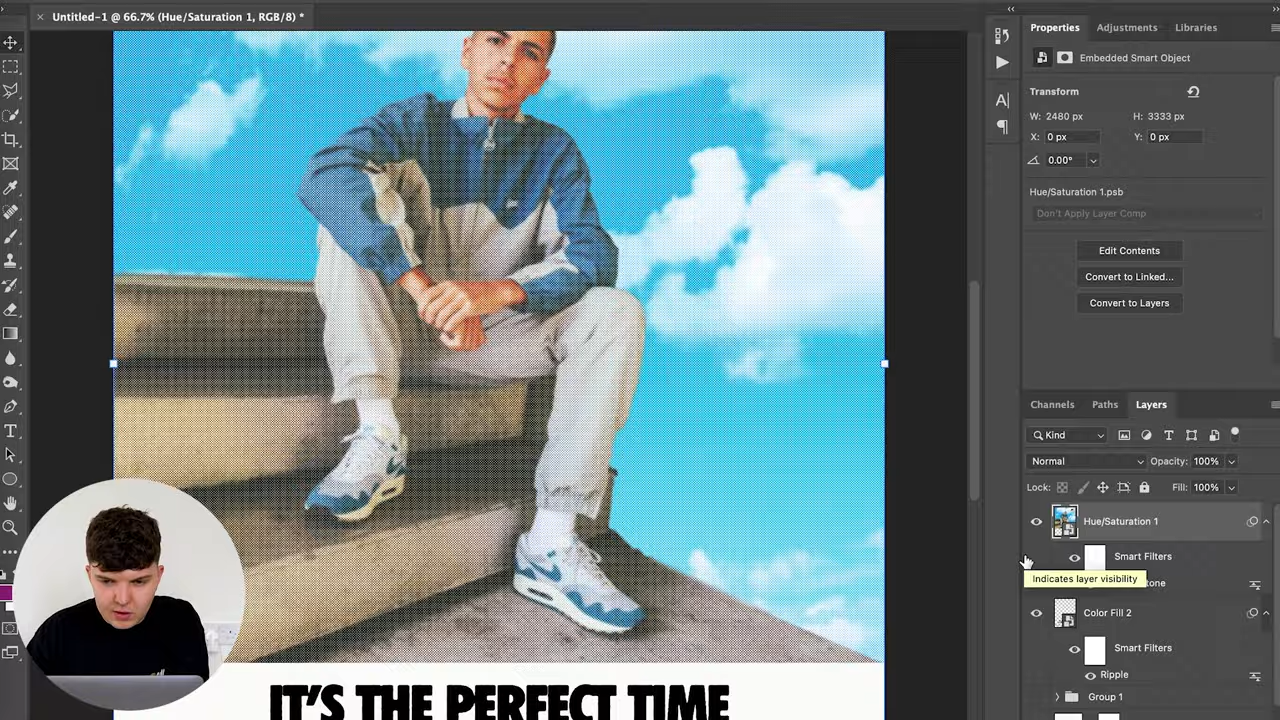 Untitled-1 @ 66.7% (Hue/Saturation 1, RGB/8) *
Properties
Adjustments
Libraries
Embedded Smart Object
Transform
W: 2480 px
H: 3333 px
X: 0 px
Y: 0 px
0.00°
Hue/Saturation 1.psb
Don't Apply Layer Comp
Edit Contents
Convert to Linked...
Convert to Layers
Channels
Paths
Layers
Kind
Normal
Opacity: 100%
Lock:
Fill: 100%
Hue/Saturation 1
Smart Filters
Indicates layer visibility
tone
Color Fill 2
Smart Filters
Ripple
Group 1
IT'S THE PERFECT TIME